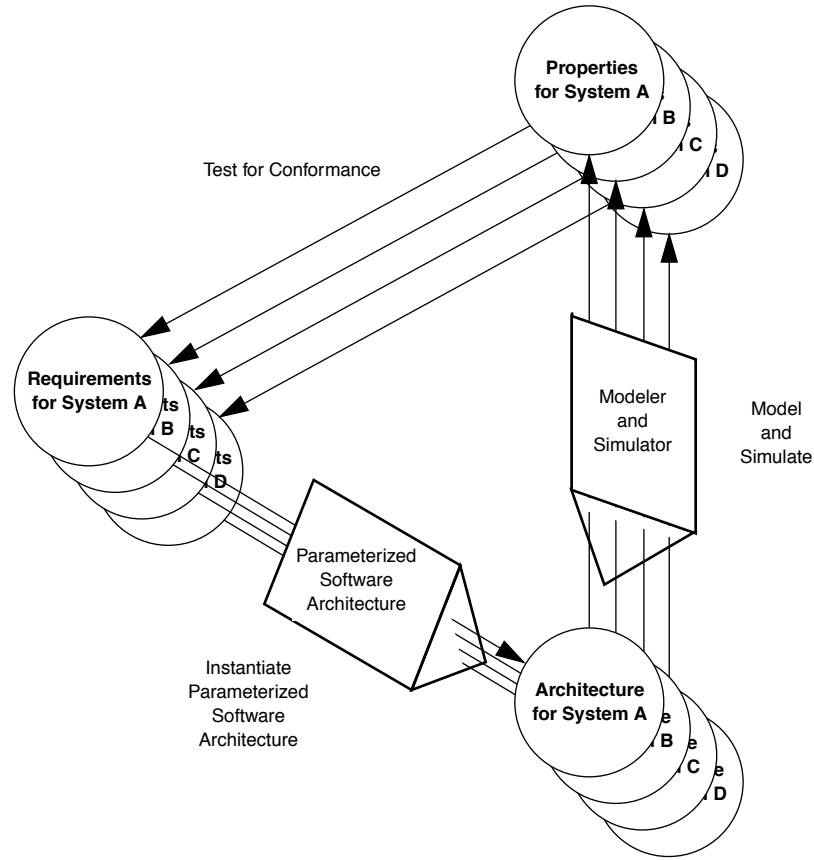 Properties
for System A
B
C
D
Test for Conformance
Requirements
for System A
ts
B
ts
C
ts
D
Modeler
and
Simulator
Model
and
Simulate
Parameterized
Software
Architecture
Instantiate
Parameterized
Software
Architecture
Architecture
for System A
e
B
e
C
e
D